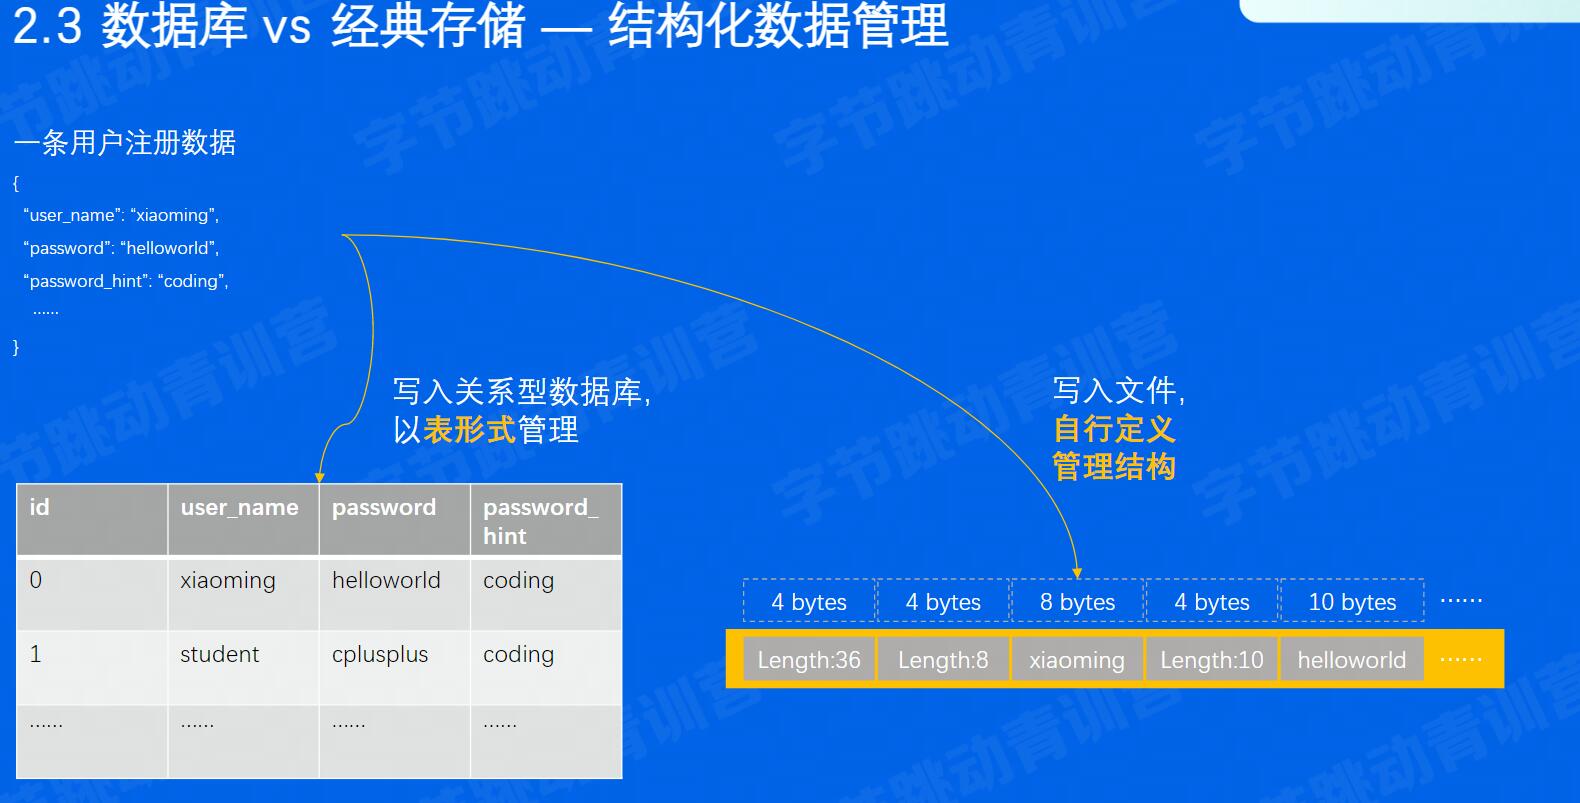 2.3 数据库 vs 经典存储 — 结构化数据管理
一条用户注册数据
{
“user_name”: “xiaoming”,
“password”: “helloworld”,
“password_hint”: “coding”,
……
}
写入关系型数据库,
以表形式管理
写入文件,
自行定义
管理结构
id user_name password password_
hint
0 xiaoming helloworld coding
1 student cplusplus coding
…… …… …… ……
4 bytes 4 bytes 8 bytes 4 bytes 10 bytes ……
Length:36 Length:8 xiaoming Length:10 helloworld ……
字节跳动青训营